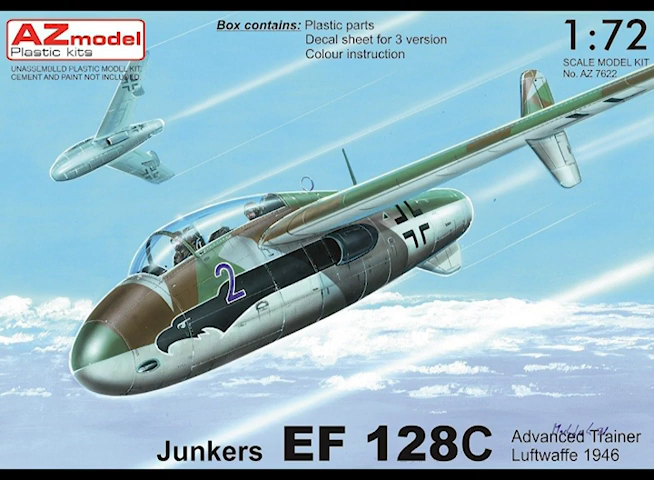 AZmodel
Plastic kits
UNASSEMBLED PLASTIC MODEL KIT,
CEMENT AND PAINT NOT INCLUDED.
Box contains: Plastic parts
Decal sheet for 3 version
Colour instruction
1:72
SCALE MODEL KIT
No. AZ 7622
2
Junkers EF 128C
Advanced Trainer
Luftwaffe 1946